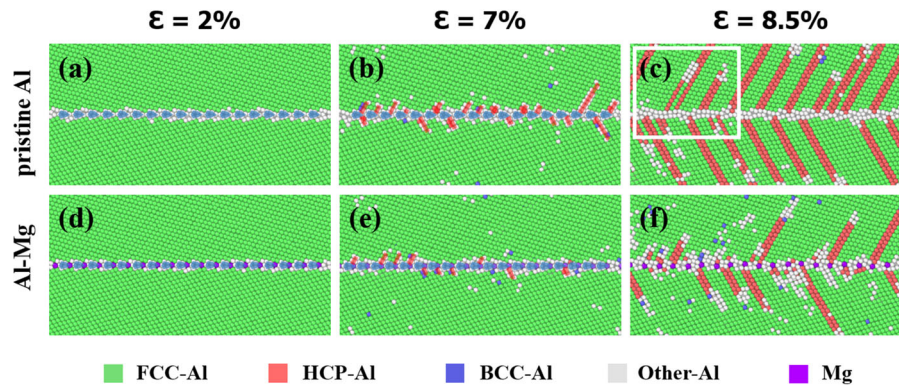 ε = 2% ε = 7% ε = 8.5%
pristine Al
(a) (b) (c)
Al-Mg
(d) (e) (f)
FCC-Al HCP-Al BCC-Al Other-Al Mg